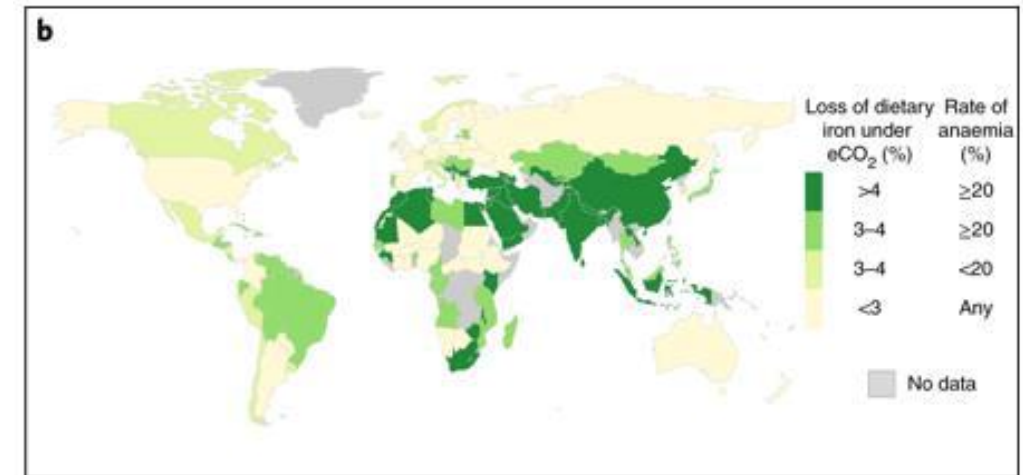 b
Loss of dietary Rate of
iron under anaemia
eCO₂ (%) (%)
>4 ≥20
3–4 ≥20
3–4 <20
<3 Any
No data